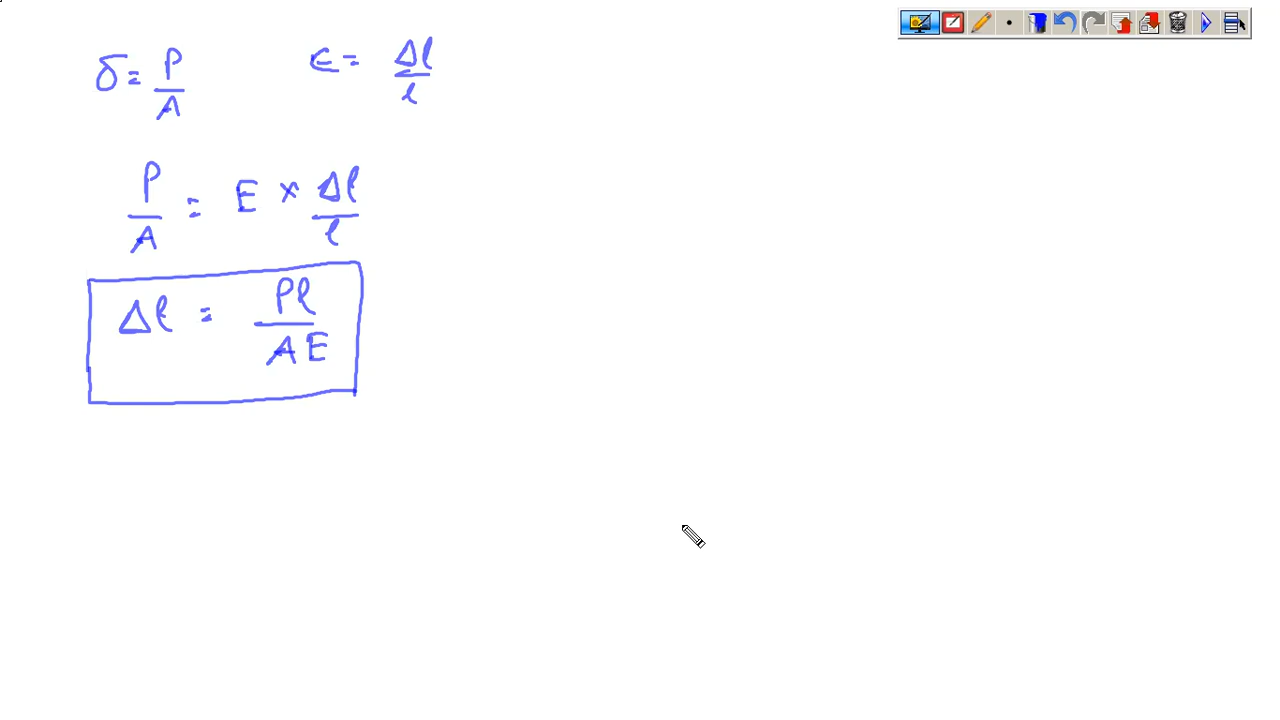 σ = P/A ε = Δl/l
P/A = E × Δl/l
Δl = Pl/AE